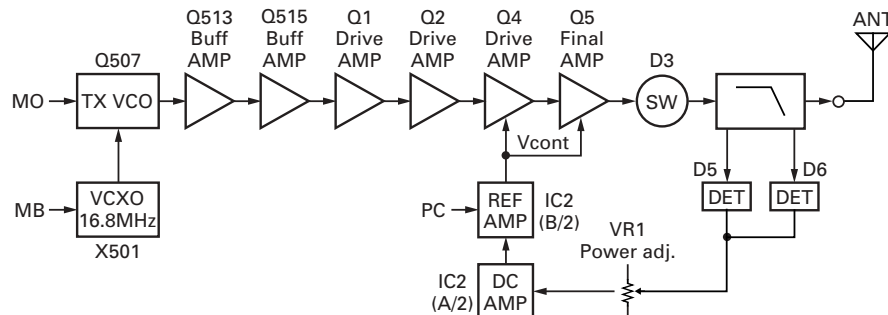 Q507
Q513
Buff
AMP
Q515
Buff
AMP
Q1
Drive
AMP
Q2
Drive
AMP
Q4
Drive
AMP
Q5
Final
AMP
D3
ANT
MO
TX VCO
SW
Vcont
MB
VCXO
16.8MHz
X501
PC
REF
AMP
IC2
(B/2)
D5
DET
D6
DET
VR1
Power adj.
IC2
(A/2)
DC
AMP